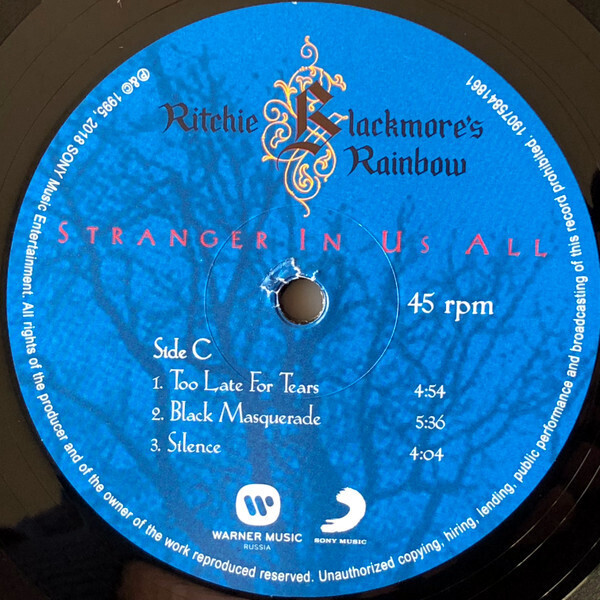 Ritchie Blackmore's
Rainbow
STRANGER IN US ALL
45 rpm
Side C
1. Too Late For Tears 4:54
2. Black Masquerade 5:36
3. Silence 4:04
WARNER MUSIC
RUSSIA
SONY MUSIC
℗&© 1995, 2018 SONY Music Entertainment. All rights of the producer and of the owner of the work reproduced reserved. Unauthorized copying, hiring, lending, public performance and broadcasting of this record prohibited. 19075841861